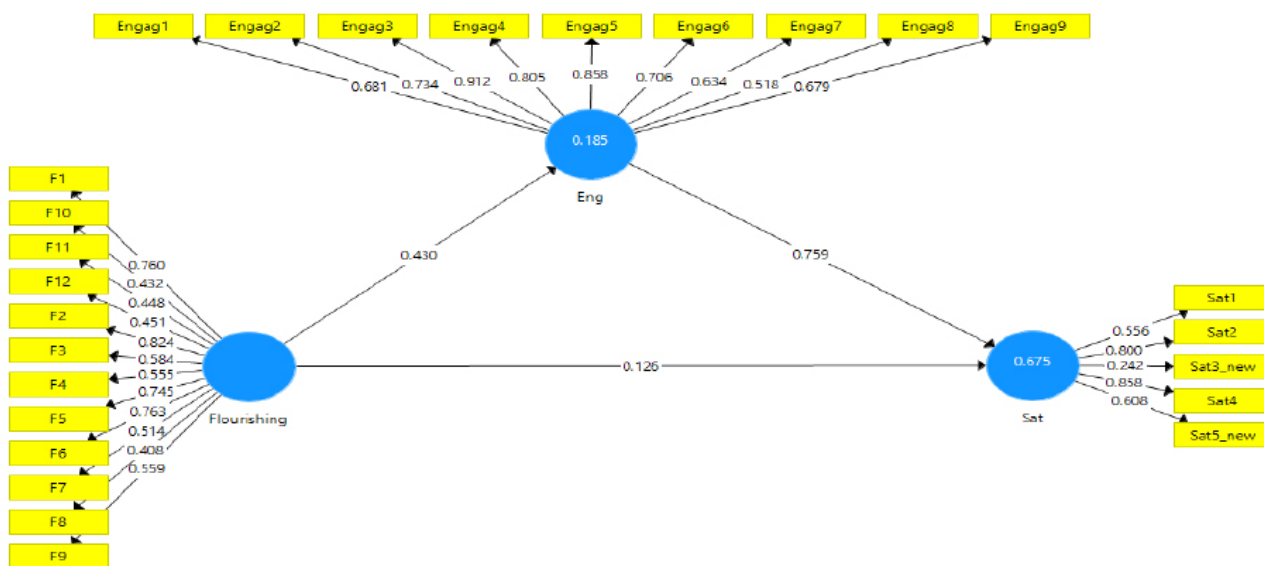 Engag1 Engag2 Engag3 Engag4 Engag5 Engag6 Engag7 Engag8 Engag9
0.681 0.734 0.912 0.805 0.858 0.706 0.634 0.518 0.679
0.185
Eng
F1
F10
F11
F12
F2
F3
F4
F5
F6
F7
F8
F9
0.760
0.432
0.448
0.451
0.824
0.584
0.555
0.745
0.763
0.514
0.408
0.559
Flourishing
0.430
0.759
0.126
0.675
Sat
0.556
0.800
0.242
0.858
0.608
Sat1
Sat2
Sat3_new
Sat4
Sat5_new